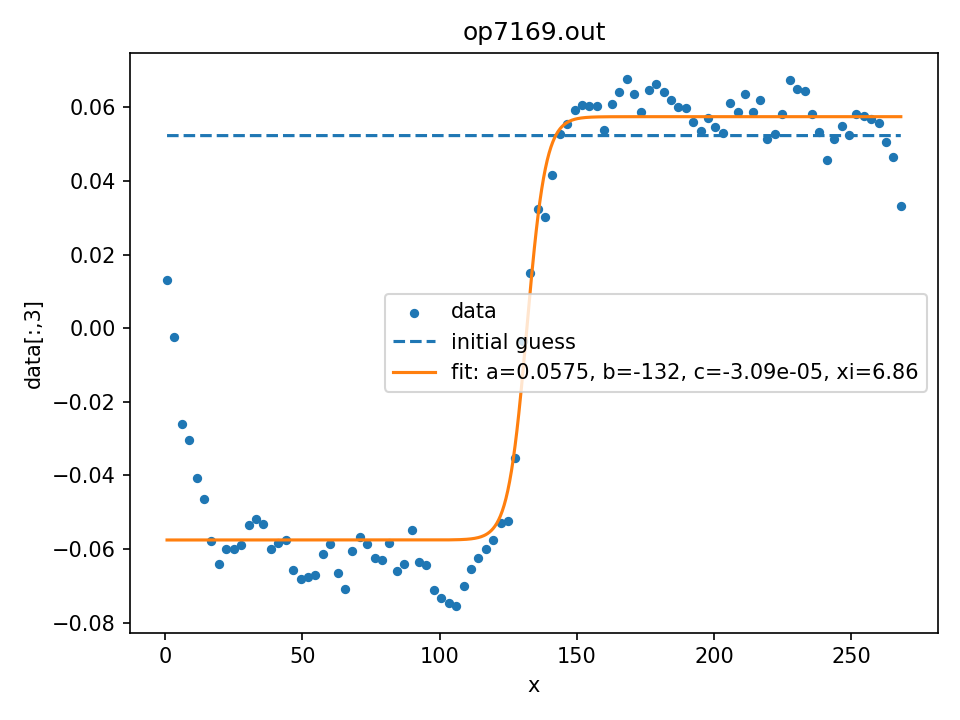 op7169.out
0.06
0.04
0.02
0.00
−0.02
−0.04
−0.06
−0.08
data[:,3]
data
initial guess
fit: a=0.0575, b=-132, c=-3.09e-05, xi=6.86
0 50 100 150 200 250
x